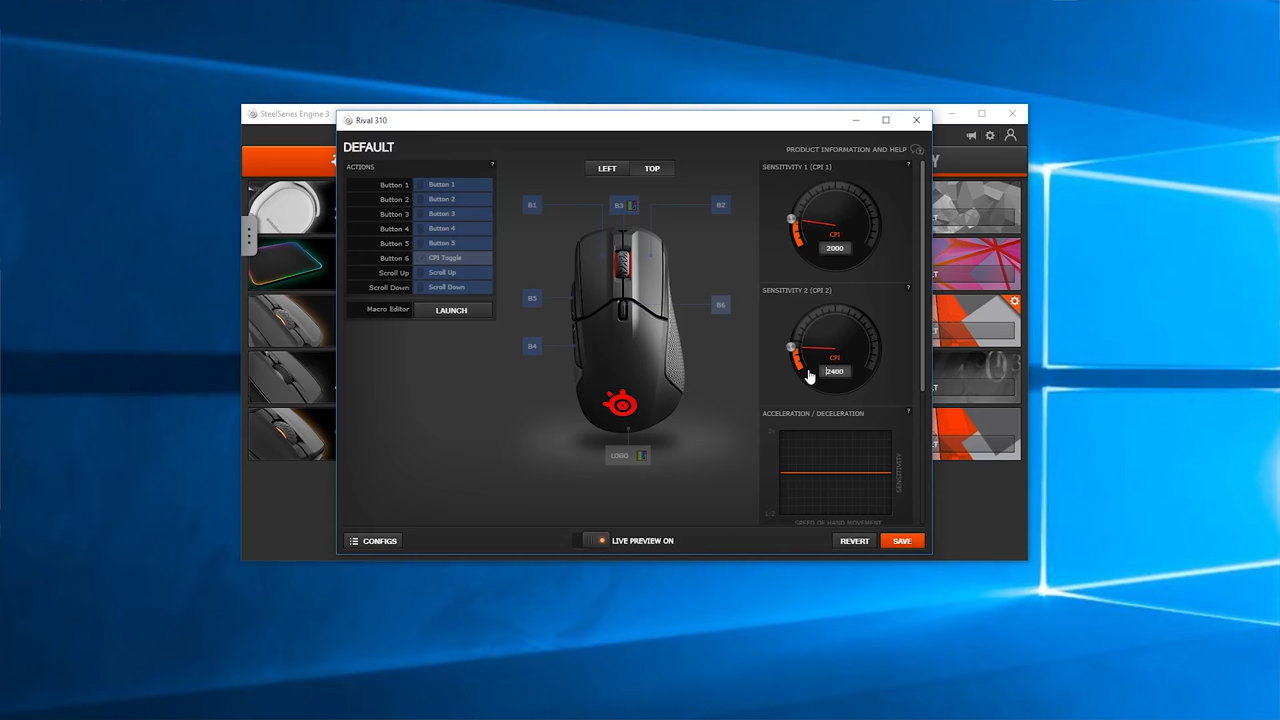 SteelSeries Engine 3
Rival 310
DEFAULT
PRODUCT INFORMATION AND HELP
ACTIONS
?
LEFT
TOP
SENSITIVITY 1 (CPI 1)
?
Button 1
Button 1
Button 2
Button 2
Button 3
Button 3
Button 4
Button 4
Button 5
Button 5
Button 6
CPI Toggle
Scroll Up
Scroll Up
Scroll Down
Scroll Down
Macro Editor
LAUNCH
B1
B3
B2
B5
B6
B4
LOGO
CPI
2000
SENSITIVITY 2 (CPI 2)
?
CPI
2400
ACCELERATION / DECELERATION
?
2x
SENSITIVITY
1/2
SPEED OF HAND MOVEMENT
CONFIGS
LIVE PREVIEW ON
REVERT
SAVE
Y
T
T
T